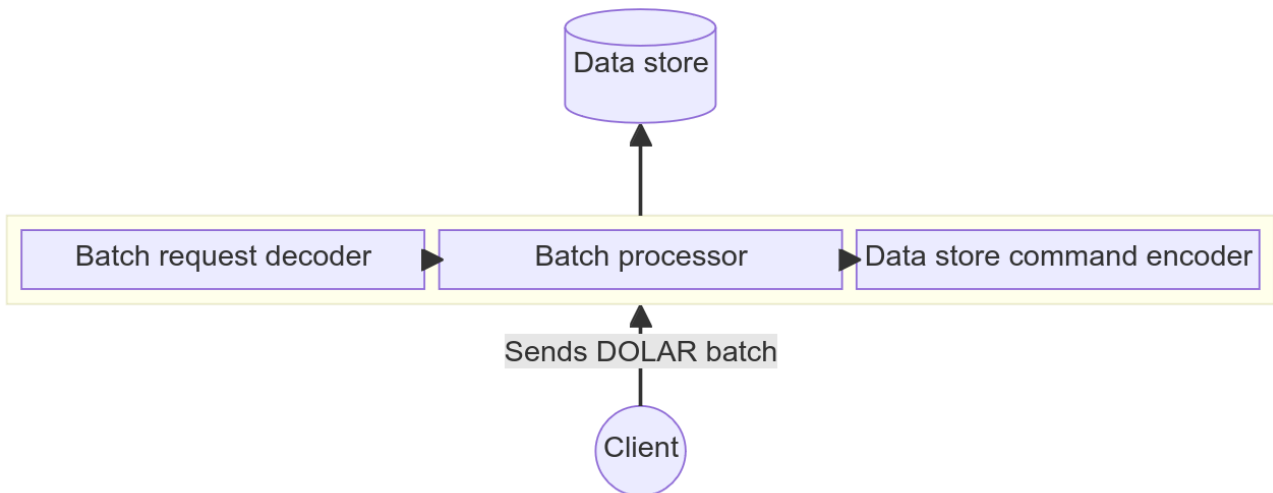 Data store
Batch request decoder
Batch processor
Data store command encoder
Sends DOLAR batch
Client